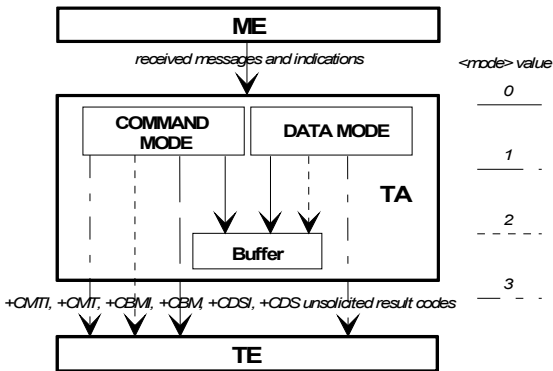 ME
received messages and indications
<mode> value
0
COMMAND
MODE
DATA MODE
1
TA
2
Buffer
3
+CMTI, +CMT, +CBMI, +CBM, +CDSI, +CDS unsolicited result codes
TE